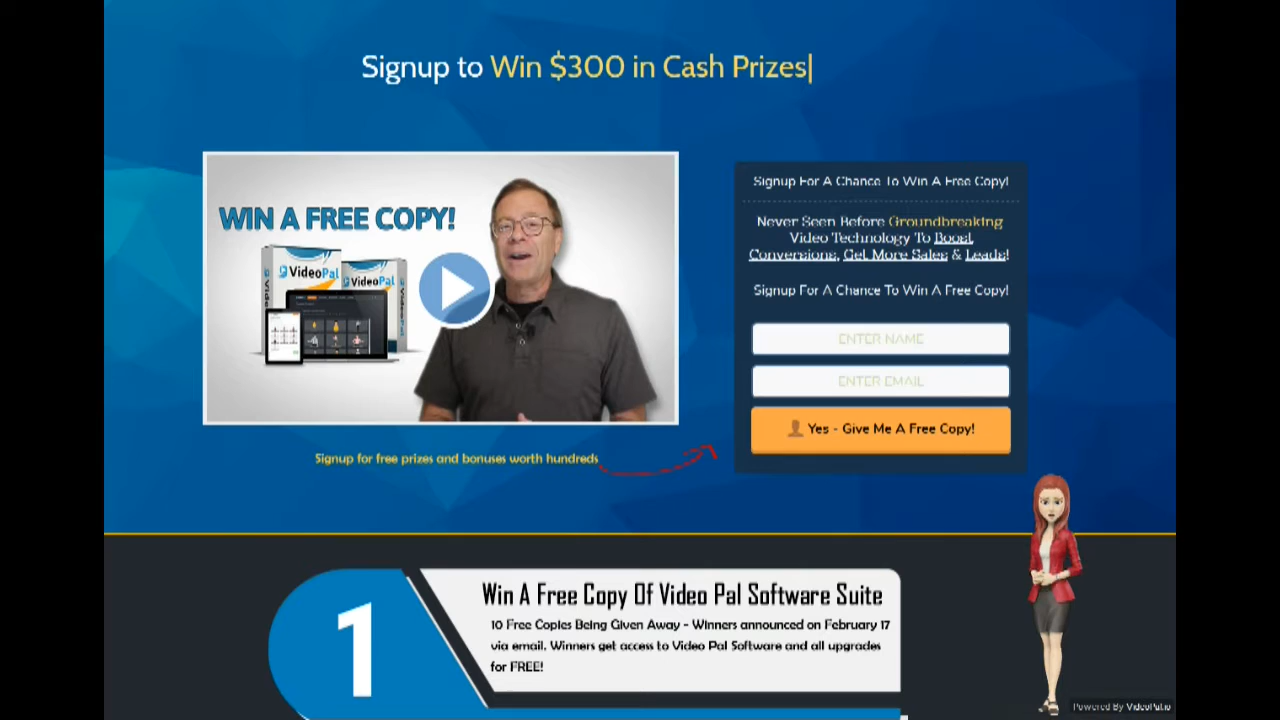 Signup to Win $300 in Cash Prizes|
WIN A FREE COPY!
VideoPal
VideoPal
Signup for free prizes and bonuses worth hundreds
Signup For A Chance To Win A Free Copy!
Never Seen Before Groundbreaking
Video Technology To Boost
Conversions, Get More Sales & Leads!
Signup For A Chance To Win A Free Copy!
ENTER NAME
ENTER EMAIL
Yes - Give Me A Free Copy!
1
Win A Free Copy Of Video Pal Software Suite
10 Free Copies Being Given Away - Winners announced on February 17
via email. Winners get access to Video Pal Software and all upgrades
for FREE!
Powered By VideoPal.io